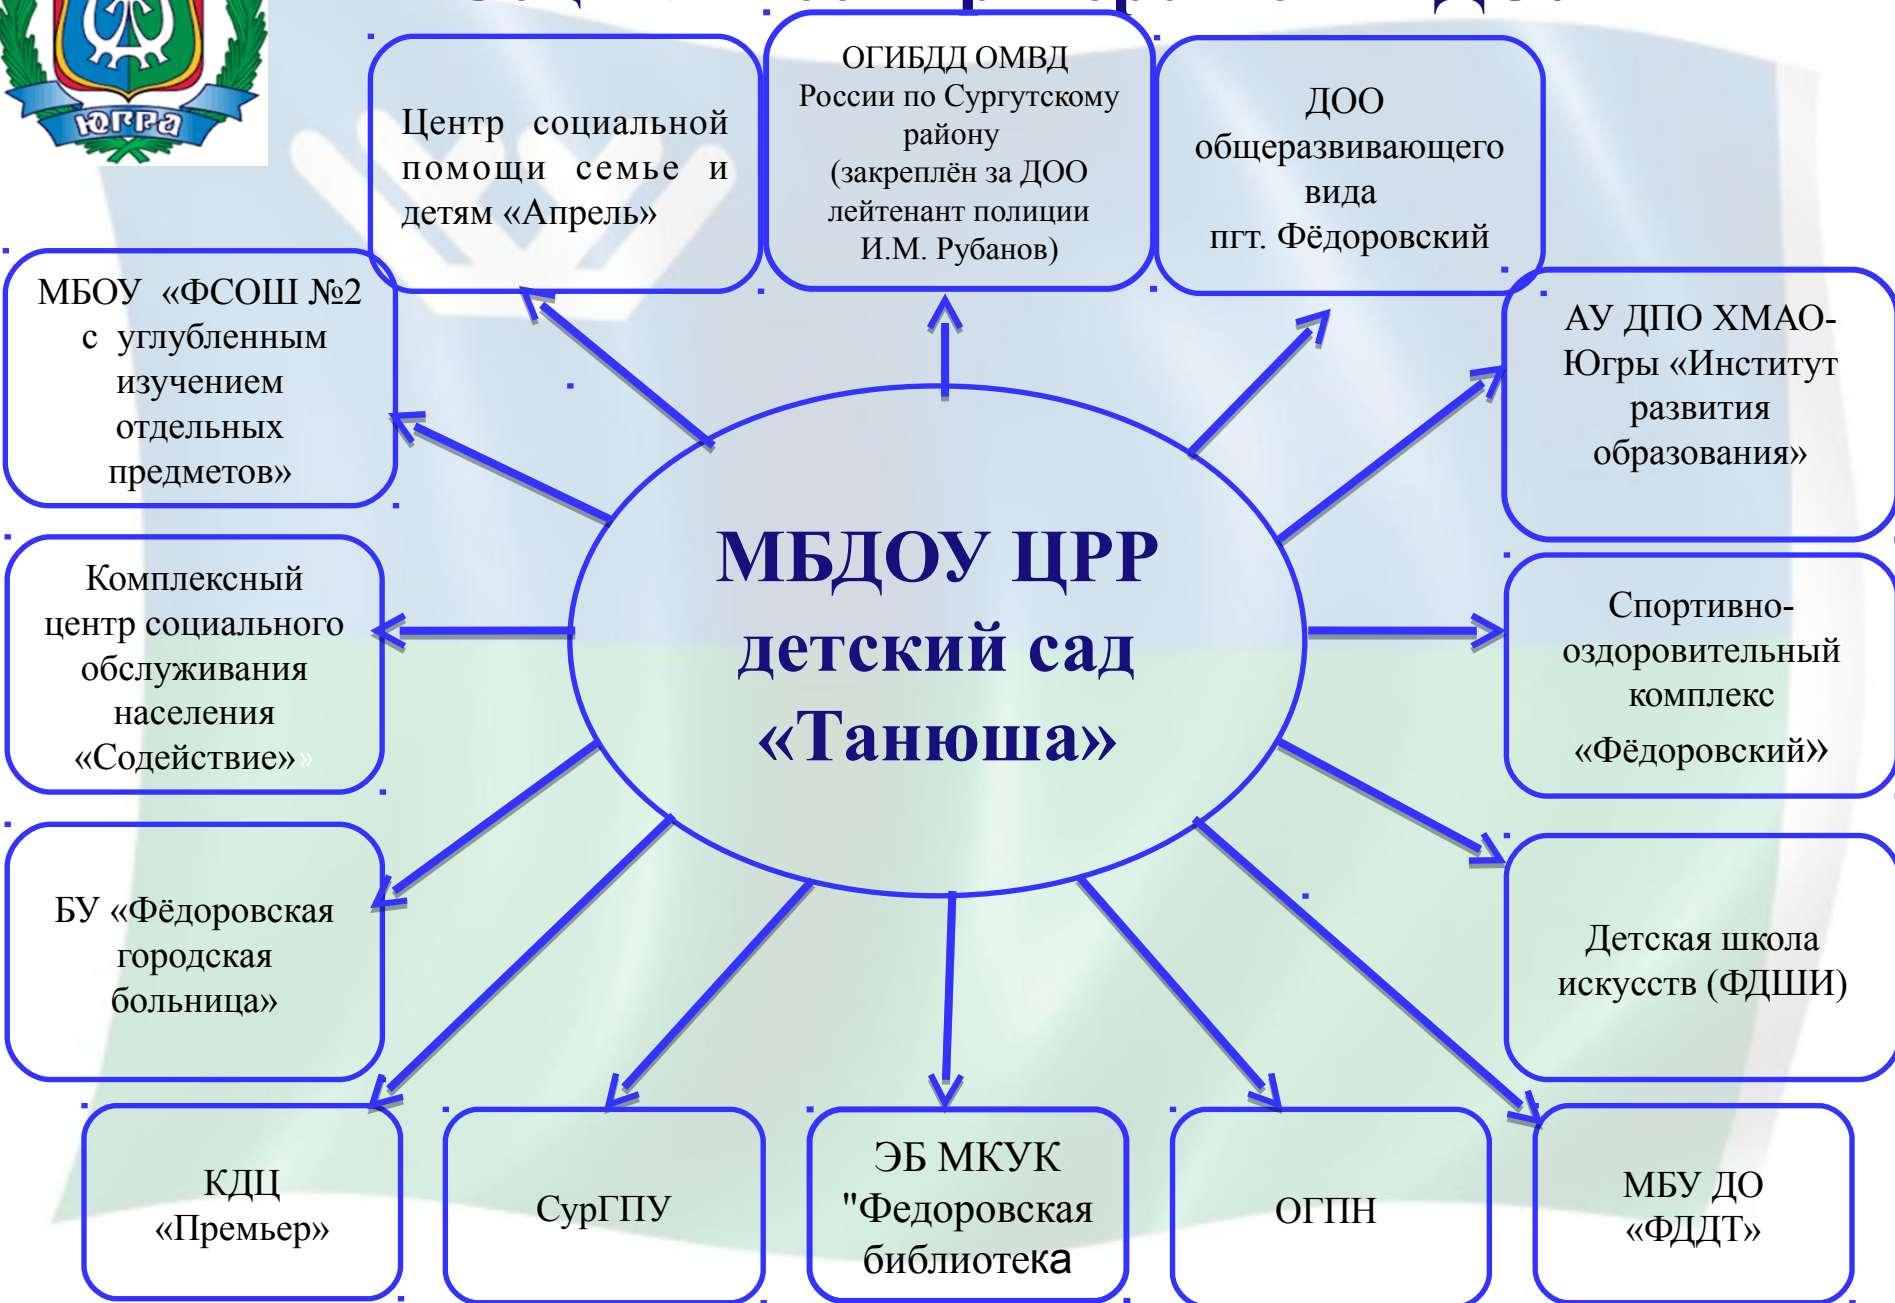 ЮГРА
Центр социальной
помощи семье и
детям «Апрель»
ОГИБДД ОМВД
России по Сургутскому
району
(закреплён за ДОО
лейтенант полиции
И.М. Рубанов)
ДОО
общеразвивающего
вида
пгт. Фёдоровский
МБОУ «ФСОШ №2
с углубленным
изучением
отдельных
предметов»
АУ ДПО ХМАО-
Югры «Институт
развития
образования»
МБДОУ ЦРР
детский сад
«Танюша»
Комплексный
центр социального
обслуживания
населения
«Содействие»»
Спортивно-
оздоровительный
комплекс
«Фёдоровский»
БУ «Фёдоровская
городская
больница»
Детская школа
искусств (ФДШИ)
КДЦ
«Премьер»
СурГПУ
ЭБ МКУК
"Федоровская
библиотека
ОГПН
МБУ ДО
«ФДДТ»